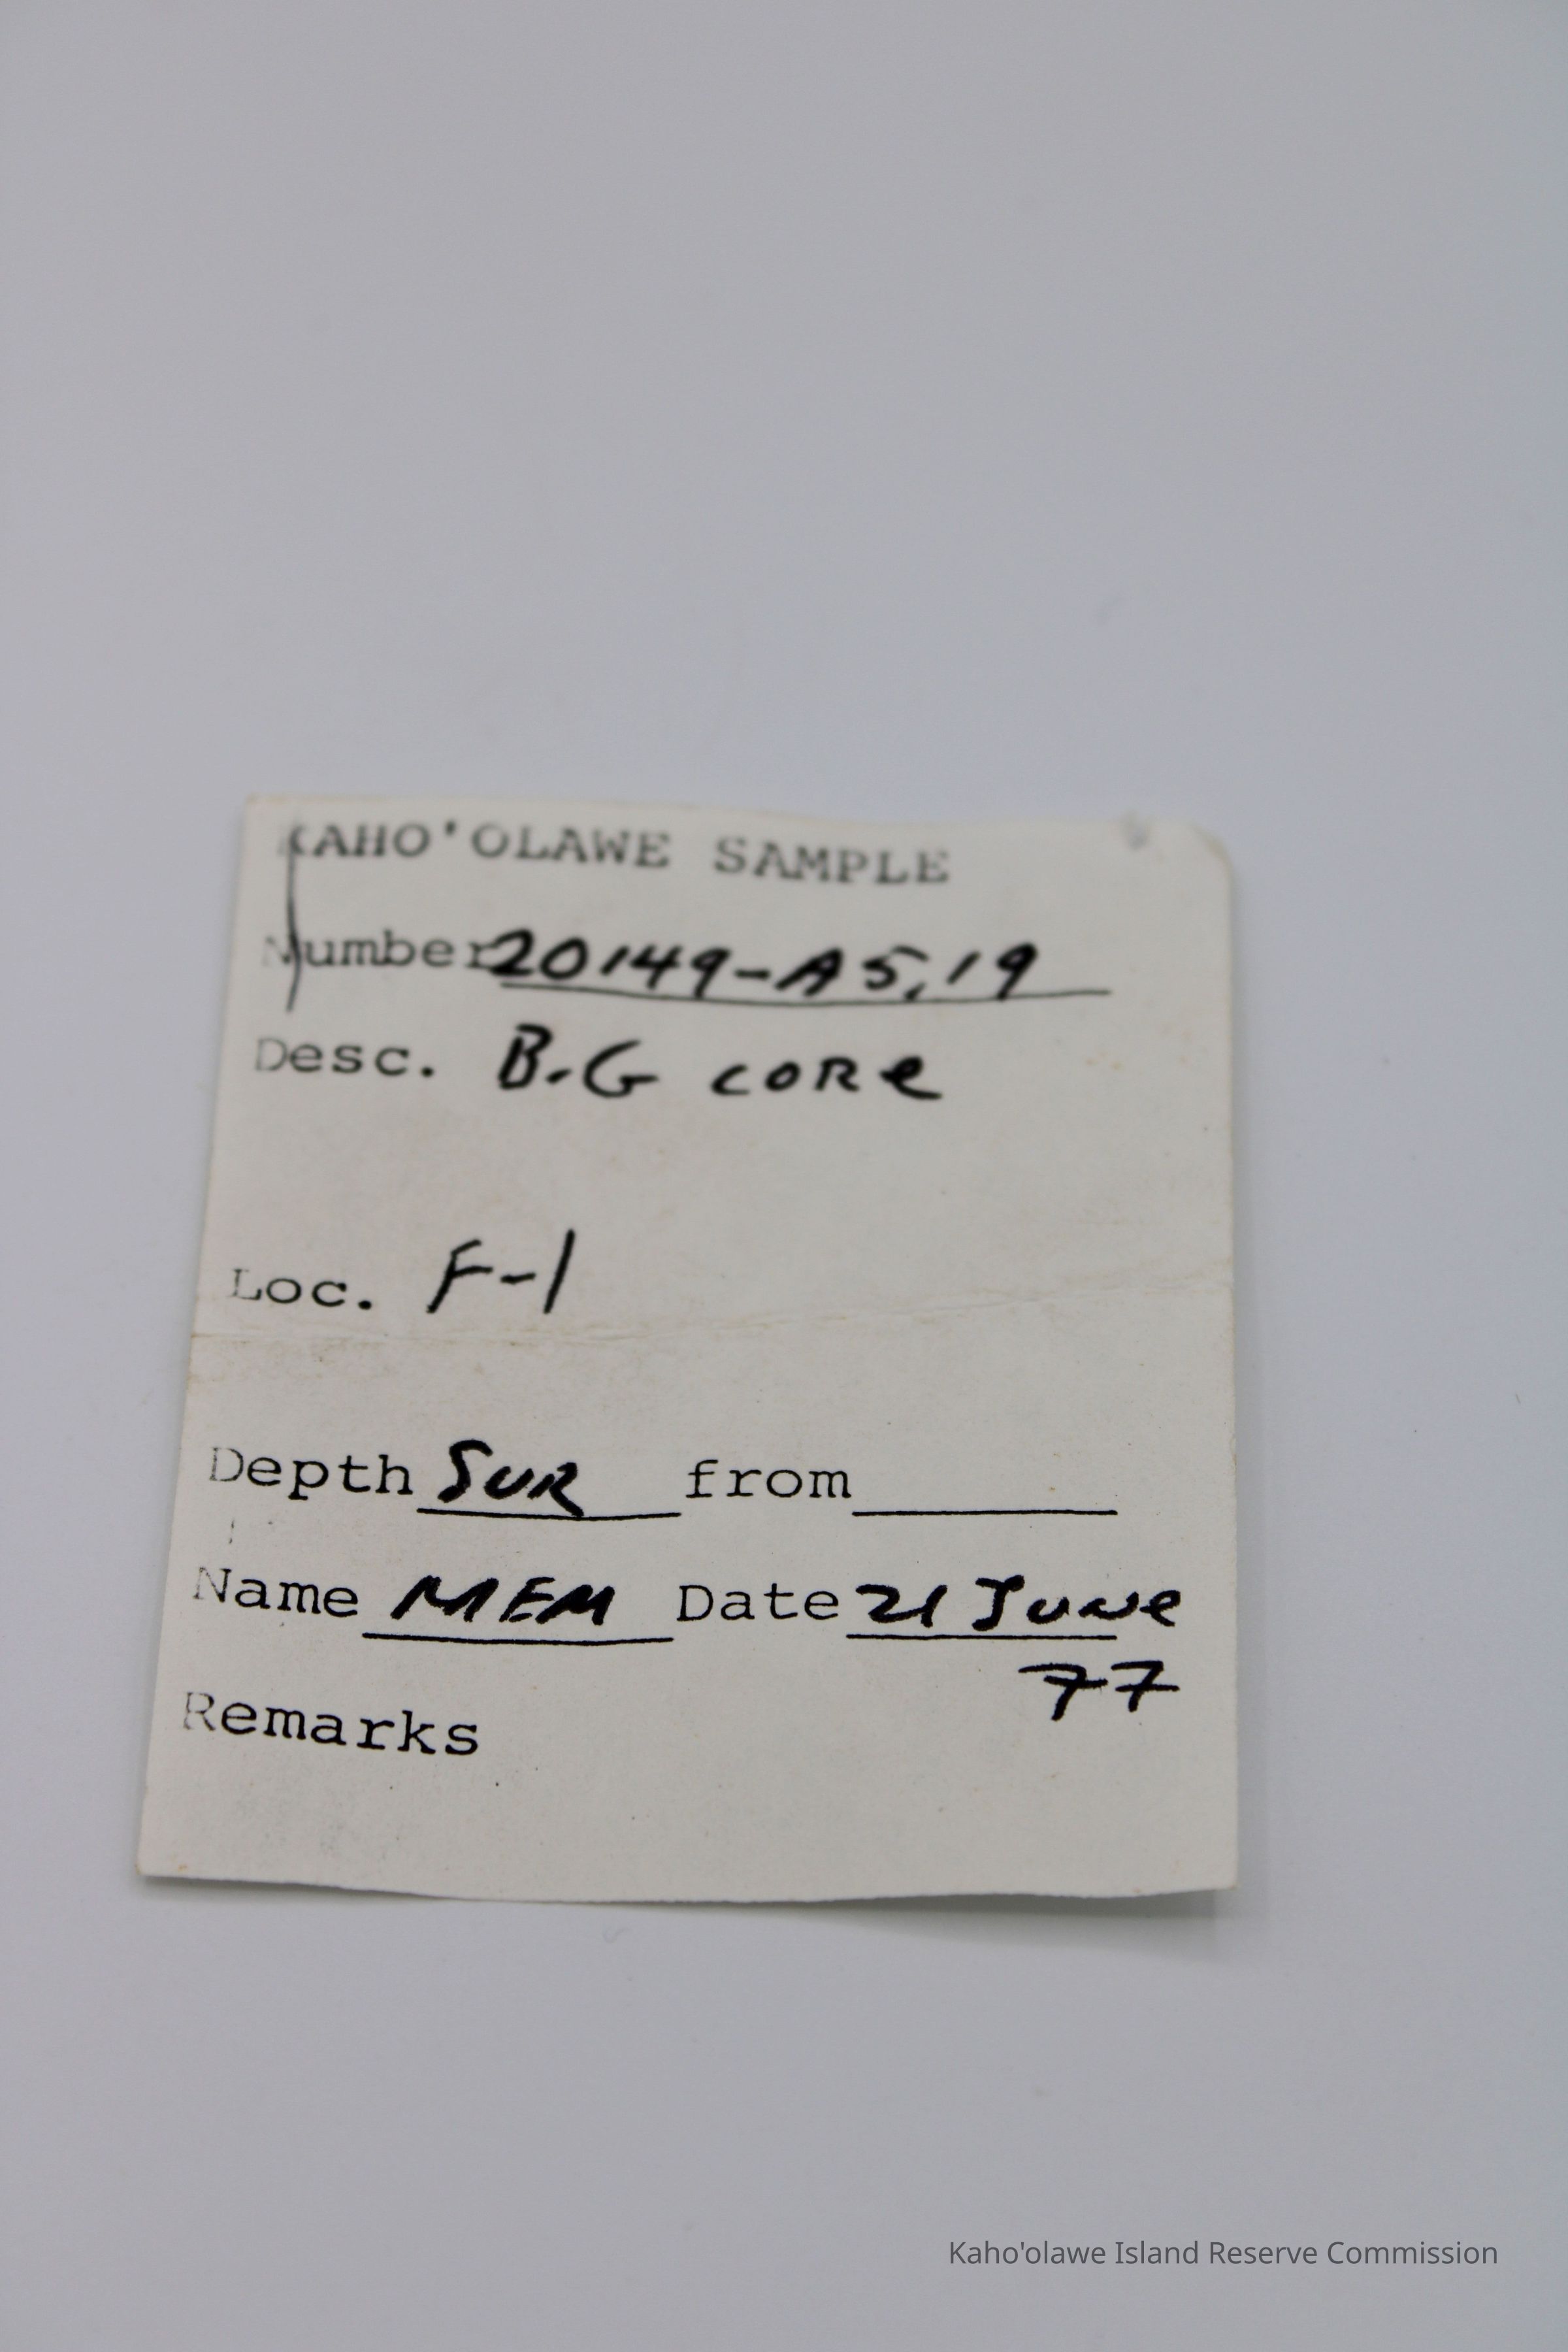 KAHO'OLAWE SAMPLE
Number 20149-A5,19
Desc. B.G core
Loc. F-1
Depth SUR from
Name MEM Date 21 June
77
Remarks
Kaho'olawe Island Reserve Commission